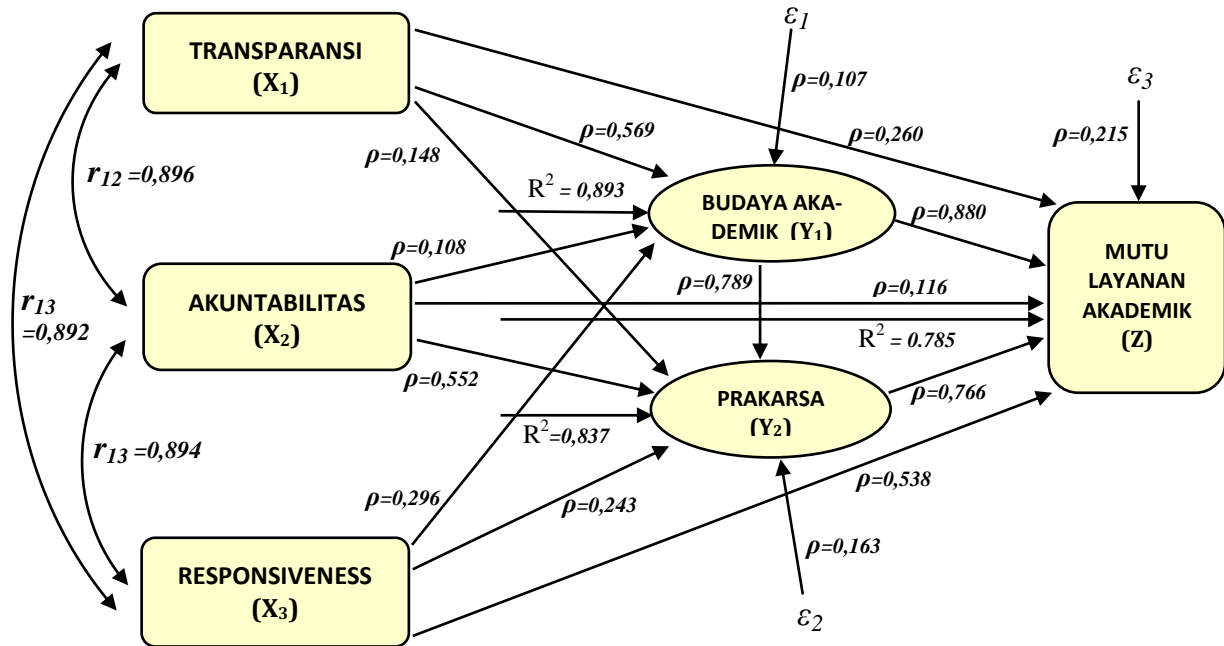 TRANSPARANSI
(X₁)
ε₁
ρ=0,107
ε₃
ρ=0,215
ρ=0,569
ρ=0,260
ρ=0,148
r₁₂ =0,896
R² = 0,893
BUDAYA AKA-
DEMIK (Y₁)
ρ=0,880
ρ=0,108
ρ=0,789
ρ=0,116
MUTU
LAYANAN
AKADEMIK
(Z)
AKUNTABILITAS
(X₂)
r₁₃
=0,892
R² = 0.785
ρ=0,552
PRAKARSA
(Y₂)
ρ=0,766
R²=0,837
r₁₃ =0,894
ρ=0,296
ρ=0,243
ρ=0,538
ρ=0,163
RESPONSIVENESS
(X₃)
ε₂